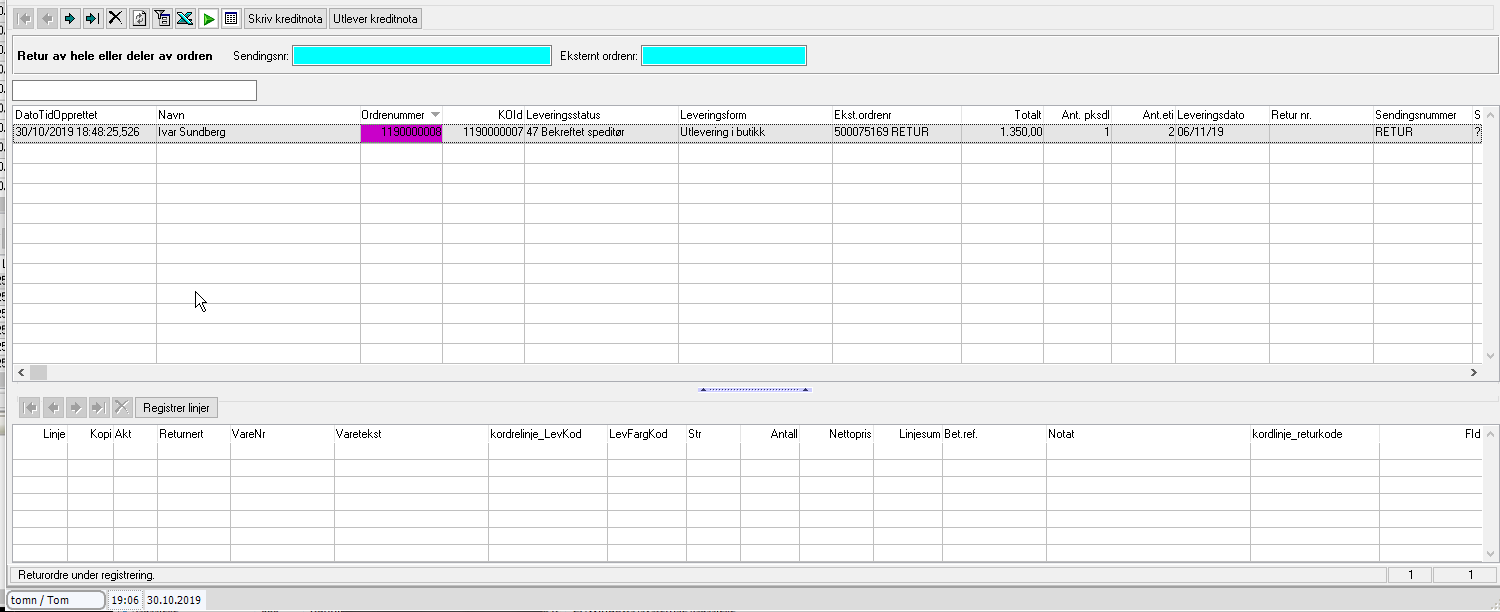 Skriv kreditnota Utlever kreditnota
Retur av hele eller deler av ordren Sendingsnr: Eksternt ordrenr:
DatoTidOpprettet Navn Ordrenummer KOId Leveringsstatus Leveringsform Ekst.ordrenr Totalt Ant. pksdl Ant.eti Leveringsdato Retur nr. Sendingsnummer S
30/10/2019 18:48:25,526 Ivar Sundberg 1190000008 1190000007 47 Bekreftet speditør Utlevering i butikk 500075169 RETUR 1.350,00 1 2 06/11/19 RETUR ?
Registrer linjer
Linje Kopi Akt Returnert VareNr Varetekst kordrelinje_LevKod LevFargKod Str Antall Nettopris Linjesum Bet.ref. Notat kordlinje_returkode FId
Returordre under registrering. 1 1
tomn / Tom 19:06 30.10.2019